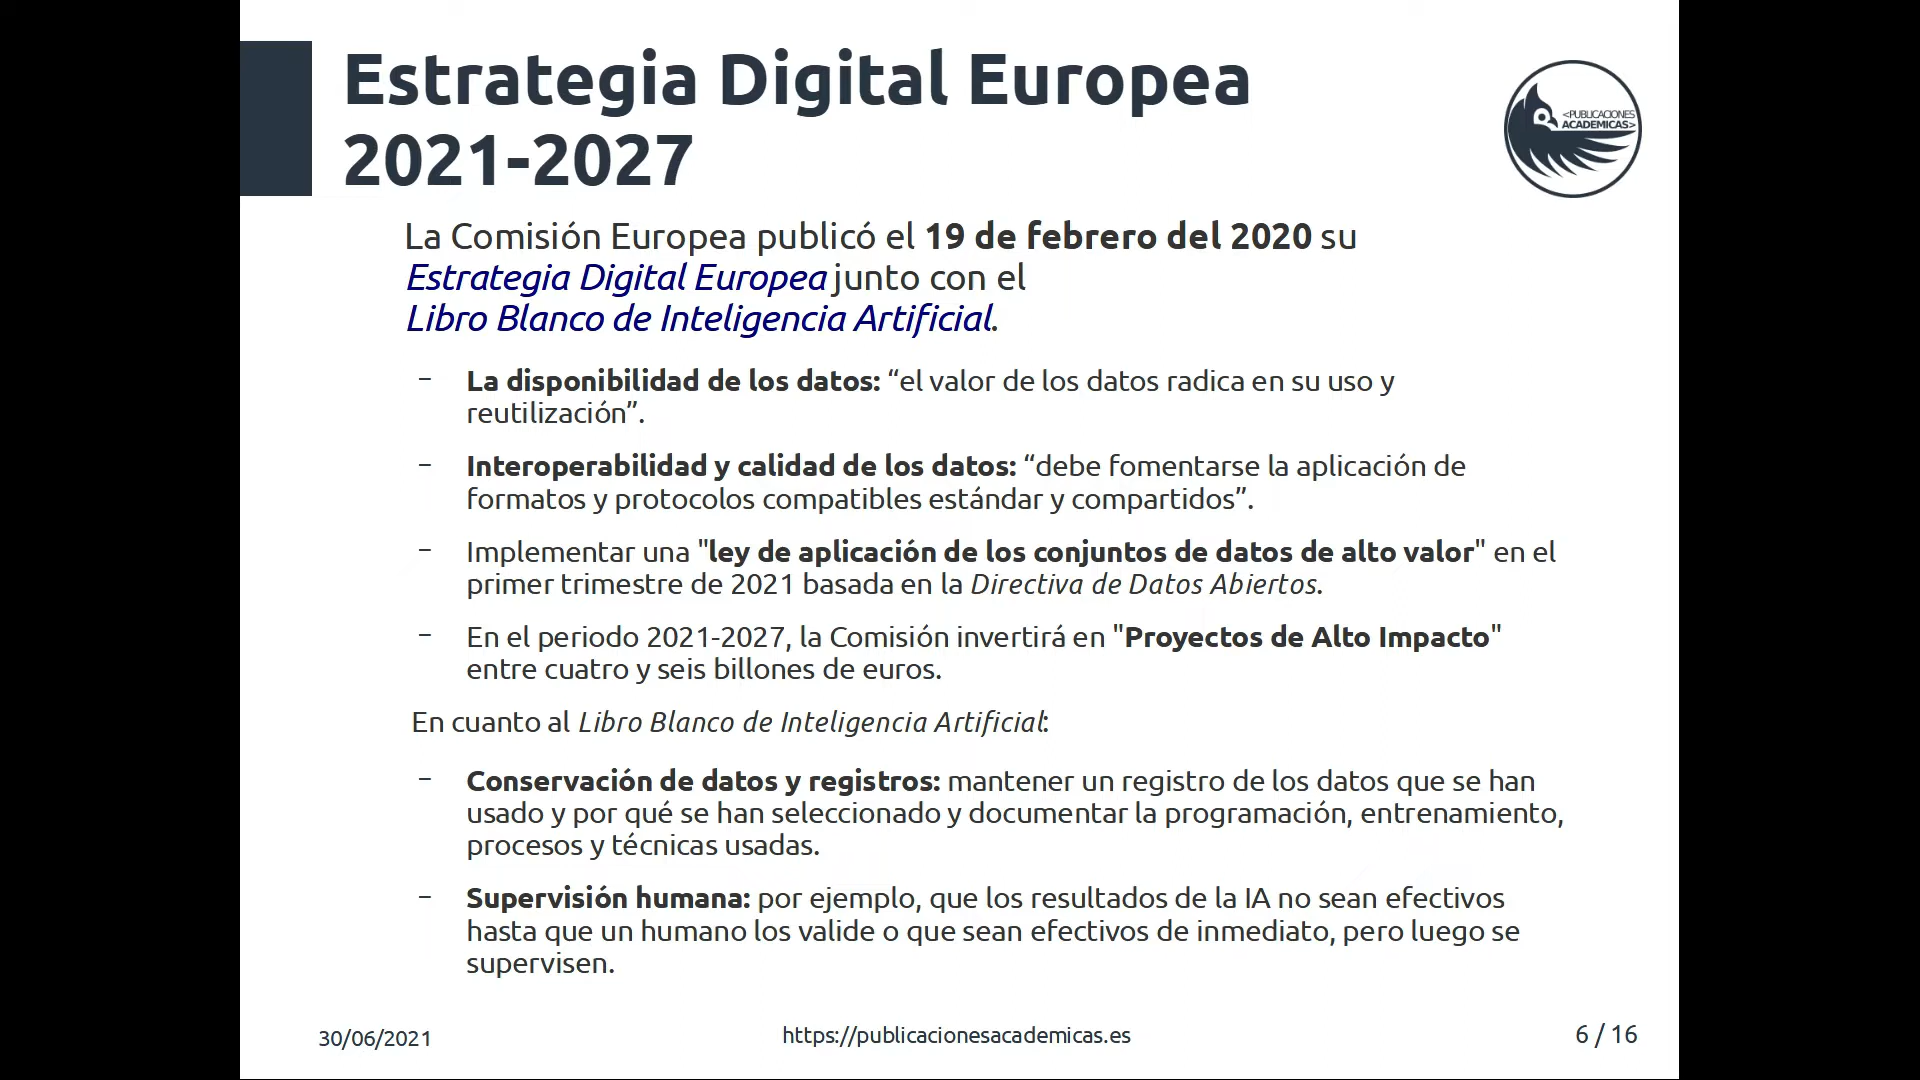 Estrategia Digital Europea
2021-2027
<PUBLICACIONES
ACADEMICAS>
La Comisión Europea publicó el 19 de febrero del 2020 su
Estrategia Digital Europea junto con el
Libro Blanco de Inteligencia Artificial.
– La disponibilidad de los datos: “el valor de los datos radica en su uso y
reutilización”.
– Interoperabilidad y calidad de los datos: “debe fomentarse la aplicación de
formatos y protocolos compatibles estándar y compartidos”.
– Implementar una "ley de aplicación de los conjuntos de datos de alto valor" en el
primer trimestre de 2021 basada en la Directiva de Datos Abiertos.
– En el periodo 2021-2027, la Comisión invertirá en "Proyectos de Alto Impacto"
entre cuatro y seis billones de euros.
En cuanto al Libro Blanco de Inteligencia Artificial:
– Conservación de datos y registros: mantener un registro de los datos que se han
usado y por qué se han seleccionado y documentar la programación, entrenamiento,
procesos y técnicas usadas.
– Supervisión humana: por ejemplo, que los resultados de la IA no sean efectivos
hasta que un humano los valide o que sean efectivos de inmediato, pero luego se
supervisen.
30/06/2021
https://publicacionesacademicas.es
6 / 16